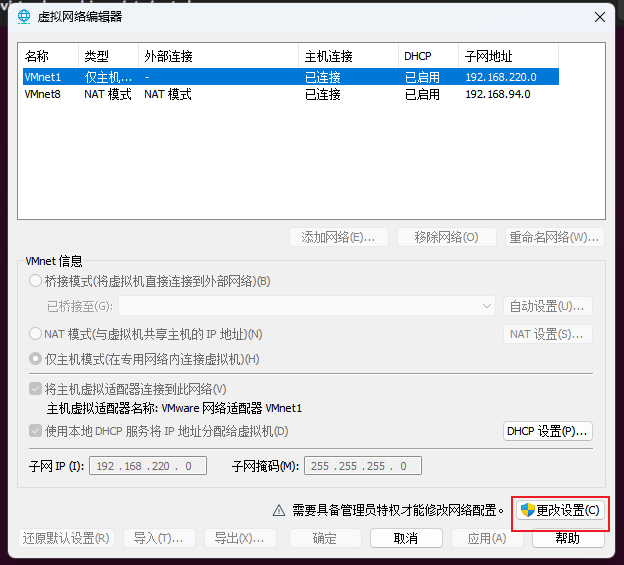 虚拟网络编辑器
名称 类型 外部连接 主机连接 DHCP 子网地址
VMnet1 仅主机... - 已连接 已启用 192.168.220.0
VMnet8 NAT 模式 NAT 模式 已连接 已启用 192.168.94.0
添加网络(E)... 移除网络(O) 重命名网络(W)...
VMnet 信息
桥接模式(将虚拟机直接连接到外部网络)(B)
已桥接至(G): 自动设置(U)...
NAT 模式(与虚拟机共享主机的 IP 地址)(N) NAT 设置(S)...
仅主机模式(在专用网络内连接虚拟机)(H)
将主机虚拟适配器连接到此网络(V)
主机虚拟适配器名称: VMware 网络适配器 VMnet1
使用本地 DHCP 服务将 IP 地址分配给虚拟机(D) DHCP 设置(P)...
子网 IP (I): 192 . 168 . 220 . 0 子网掩码(M): 255 . 255 . 255 . 0
需要具备管理员特权才能修改网络配置。 更改设置(C)
还原默认设置(R) 导入(T)... 导出(X)... 确定 取消 应用(A) 帮助